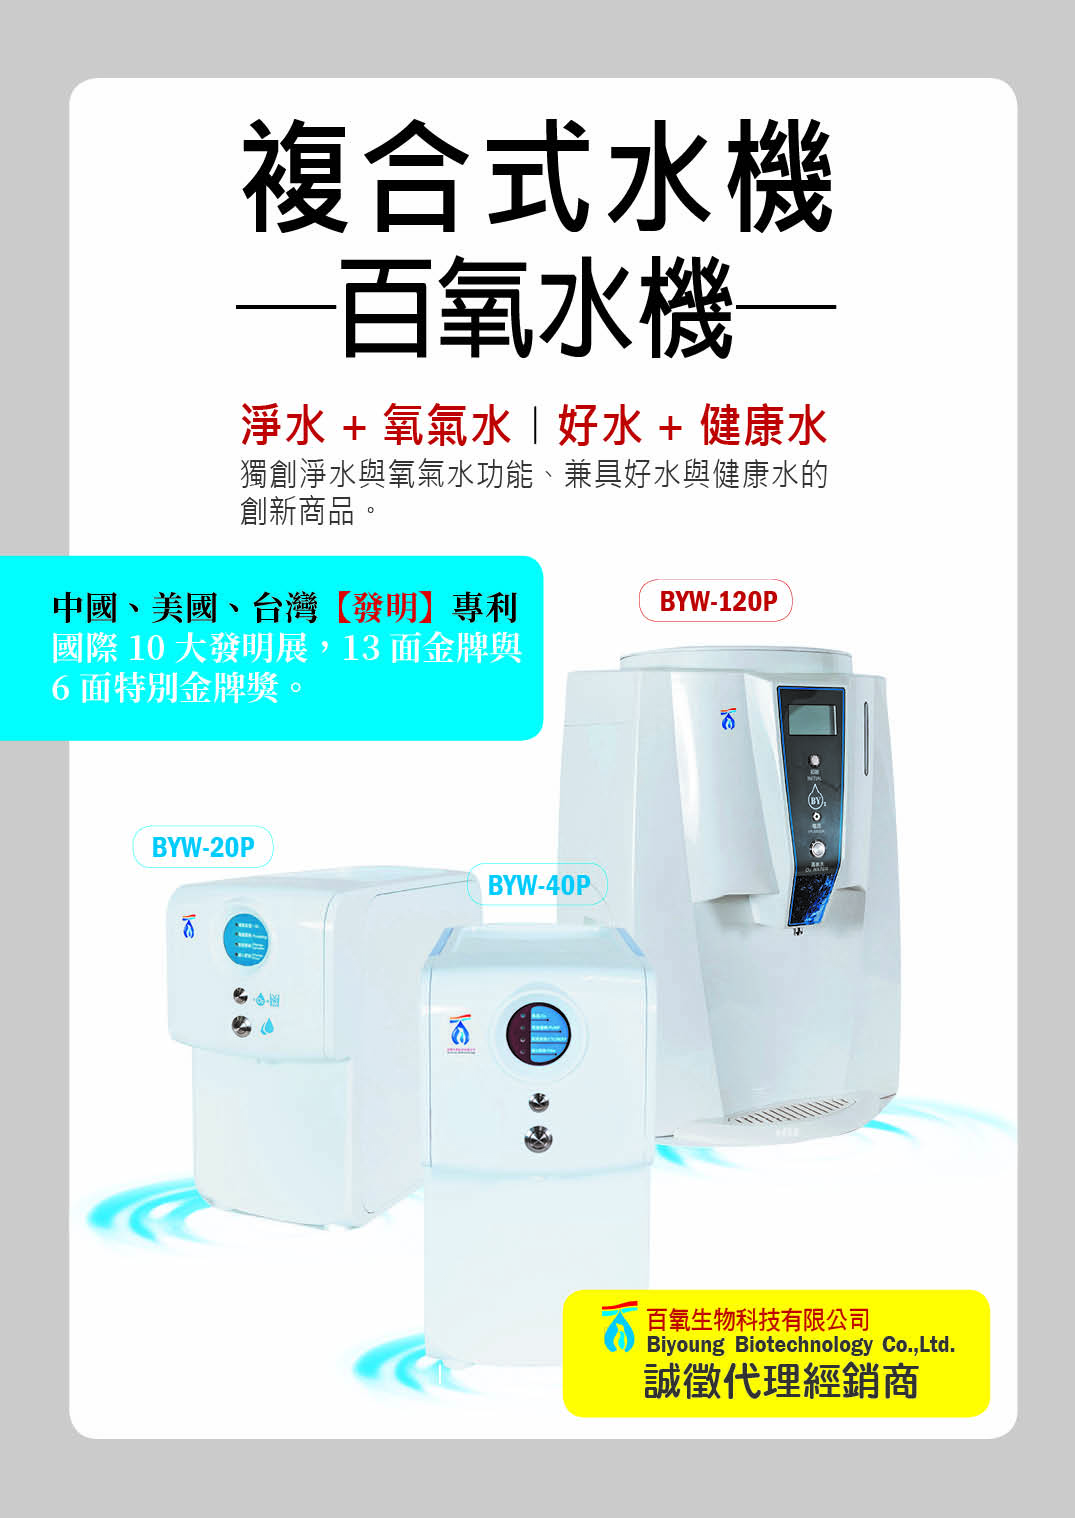 複合式水機
百氧水機
淨水 + 氧氣水 | 好水 + 健康水
獨創淨水與氧氣水功能、兼具好水與健康水的
創新商品。
中國、美國、台灣【發明】專利
國際 10 大發明展，13 面金牌與
6 面特別金牌獎。
BYW-120P
BYW-20P
BYW-40P
BY
百氧生物科技有限公司
Biyoung Biotechnology Co.,Ltd.
誠徵代理經銷商